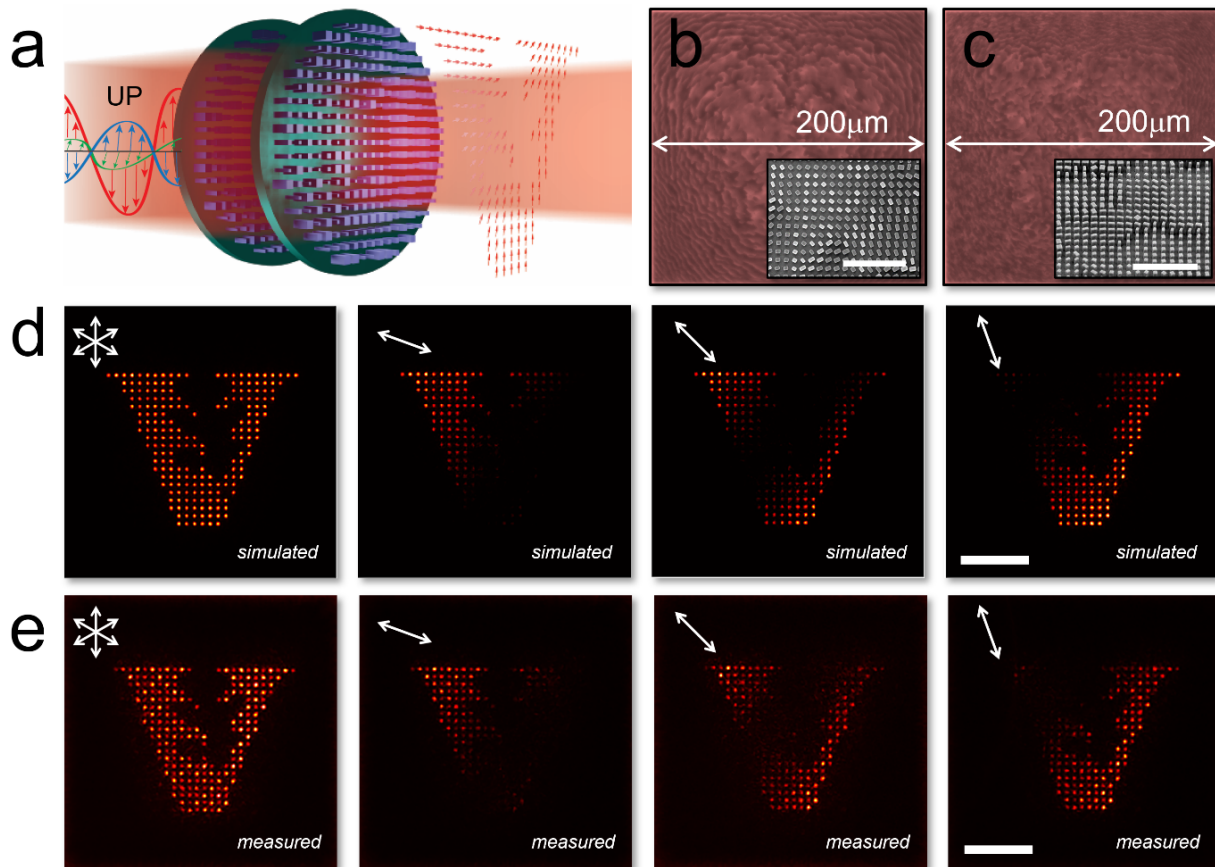 a
UP
b
200μm
c
200μm
d
simulated
simulated
simulated
simulated
e
measured
measured
measured
measured